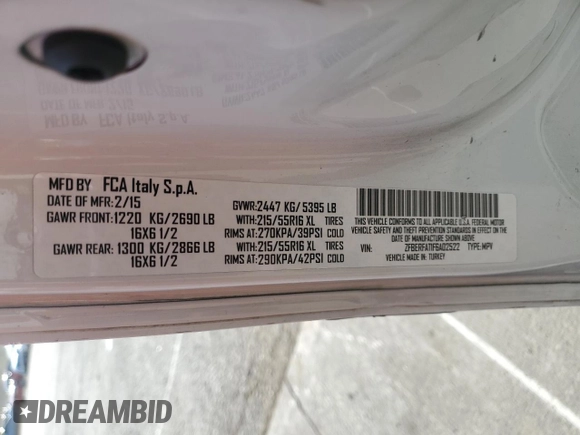 MFD BY FCA Italy S.p.A.
DATE OF MFR: 2/15 GVWR: 2447 KG/ 5395 LB
GAWR FRONT: 1220 KG/2690 LB WITH: 215/55R16 XL TIRES
16X6 1/2 RIMS AT: 270KPA/39PSI COLD
GAWR REAR: 1300 KG/2866 LB WITH: 215/55R16 XL TIRES
16X6 1/2 RIMS AT: 290KPA/42PSI COLD
THIS VEHICLE CONFORMS TO ALL APPLICABLE U.S.A. FEDERAL MOTOR
VEHICLE SAFETY AND THEFT PREVENTION STANDARDS IN EFFECT
ON THE DATE OF MANUFACTURE SHOWN ABOVE.
VIN: ZFBERFAT1F6A02522 TYPE: MPV
VEHICLE MADE IN: TURKEY
DREAMBID